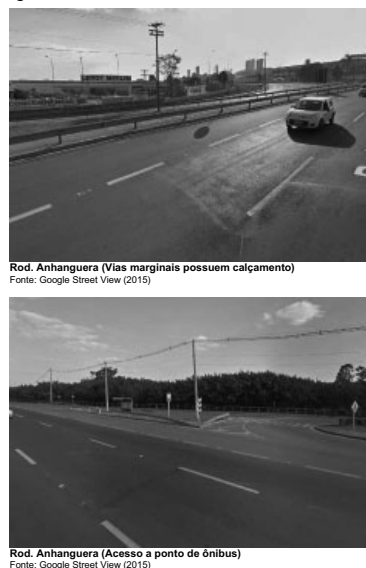 Rod. Anhanguera (Vias marginais possuem calçamento)
Fonte: Google Street View (2015)
Rod. Anhanguera (Acesso a ponto de ônibus)
Fonte: Google Street View (2015)